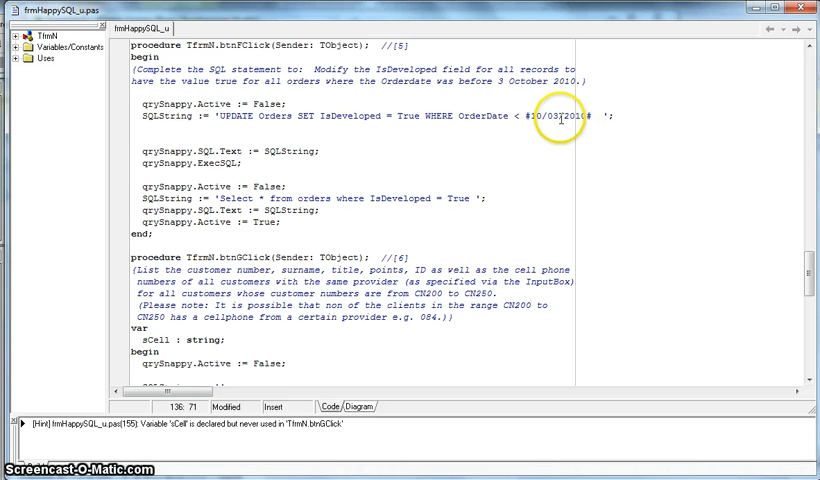 frmHappySQL_u.pas
frmHappySQL_u
TfrmN
Variables/Constants
Uses
procedure TfrmN.btnFClick(Sender: TObject);  //[5]
begin
{Complete the SQL statement to:  Modify the IsDeveloped field for all records to
have the value true for all orders where the Orderdate was before 3 October 2010.}
qrySnappy.Active := False;
SQLString := 'UPDATE Orders SET IsDeveloped = True WHERE OrderDate < #10/03/2010#  ';
qrySnappy.SQL.Text := SQLString;
qrySnappy.ExecSQL;
qrySnappy.Active := False;
SQLString := 'Select * from orders where IsDeveloped = True ';
qrySnappy.SQL.Text := SQLString;
qrySnappy.Active := True;
end;
procedure TfrmN.btnGClick(Sender: TObject);  //[6]
{List the customer number, surname, title, points, ID as well as the cell phone
numbers of all customers with the same provider (as specified via the InputBox)
for all customers whose customer numbers are from CN200 to CN250.
(Please note: It is possible that non of the clients in the range CN200 to
CN250 has a cellphone from a certain provider e.g. 084.)}
var
sCell : string;
begin
qrySnappy.Active := False;
136: 71
Modified
Insert
Code
Diagram
[Hint] frmHappySQL_u.pas(155): Variable 'sCell' is declared but never used in 'TfrmN.btnGClick'
Screencast-O-Matic.com